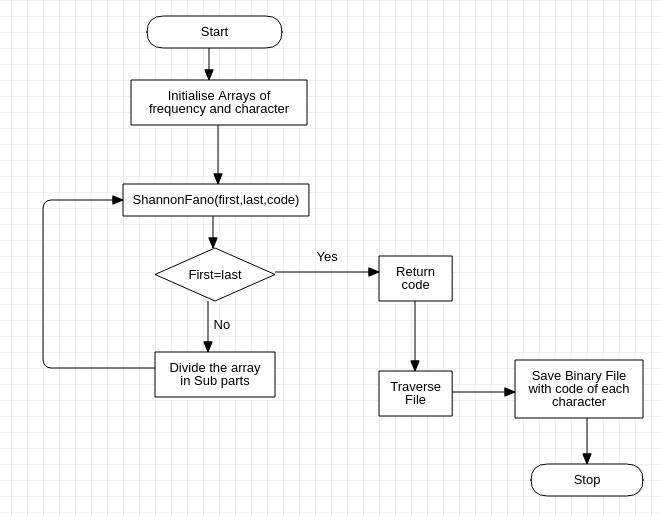 Start
Initialise Arrays of
frequency and character
ShannonFano(first,last,code)
First=last
Yes
Return
code
No
Divide the array
in Sub parts
Traverse
File
Save Binary File
with code of each
character
Stop